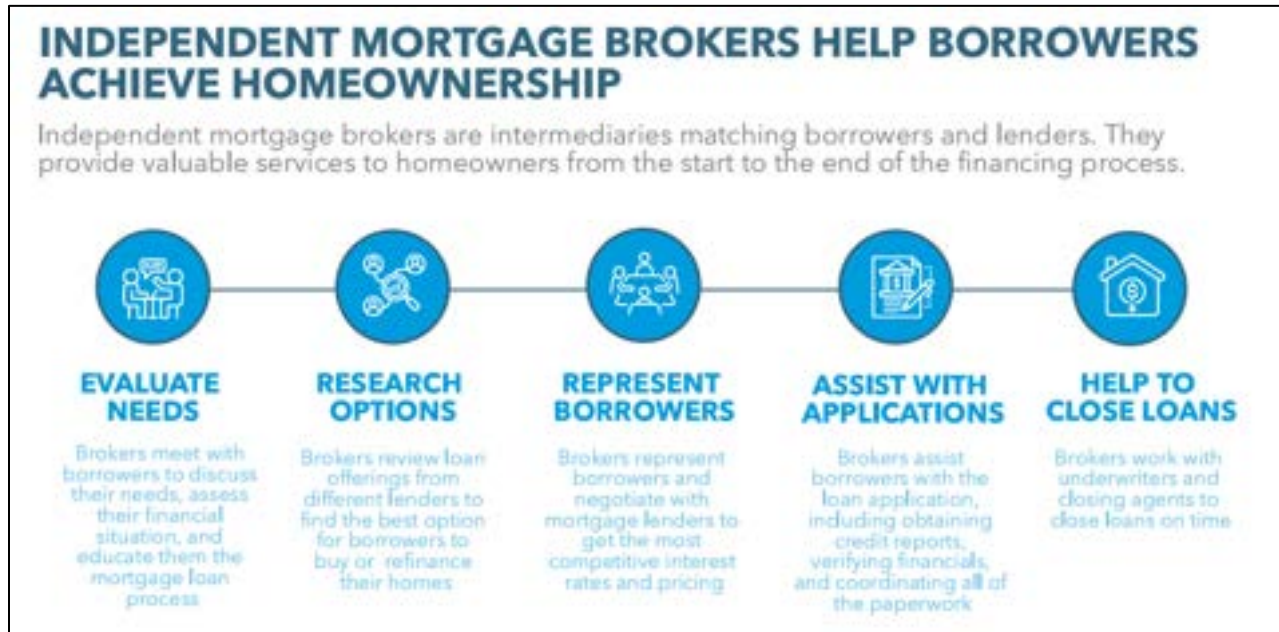 INDEPENDENT MORTGAGE BROKERS HELP BORROWERS
ACHIEVE HOMEOWNERSHIP
Independent mortgage brokers are intermediaries matching borrowers and lenders. They
provide valuable services to homeowners from the start to the end of the financing process.
EVALUATE
NEEDS
Brokers meet with
borrowers to discuss
their needs, assess
their financial
situation, and
educate them the
mortgage loan
process
RESEARCH
OPTIONS
Brokers review loan
offerings from
different lenders to
find the best option
for borrowers to
buy or refinance
their homes
REPRESENT
BORROWERS
Brokers represent
borrowers and
negotiate with
mortgage lenders to
get the most
competitive interest
rates and pricing
ASSIST WITH
APPLICATIONS
Brokers assist
borrowers with the
loan application,
including obtaining
credit reports,
verifying financials,
and coordinating all of
the paperwork
HELP TO
CLOSE LOANS
Brokers work with
underwriters and
closing agents to
close loans on time